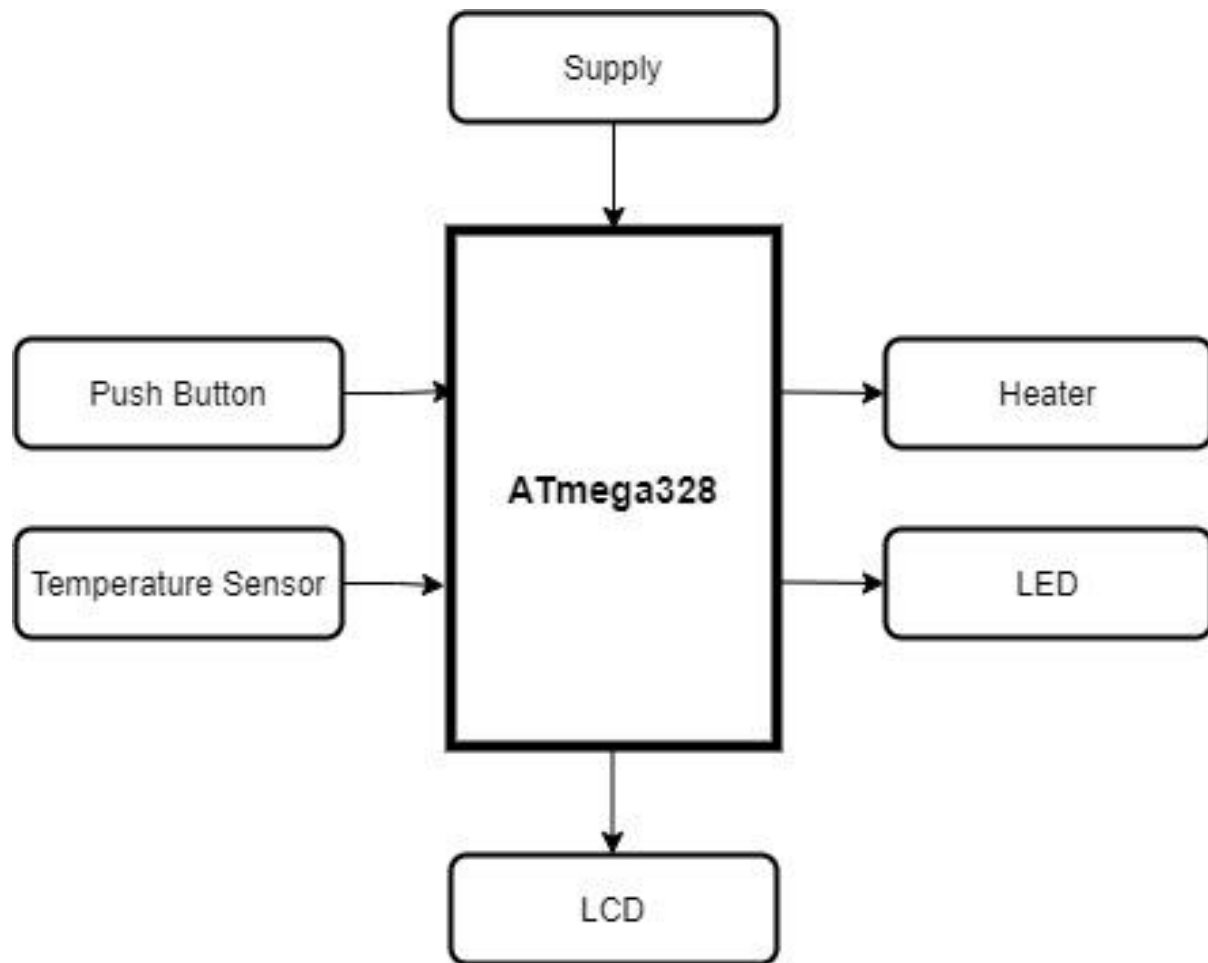 Supply
Push Button
Heater
ATmega328
Temperature Sensor
LED
LCD